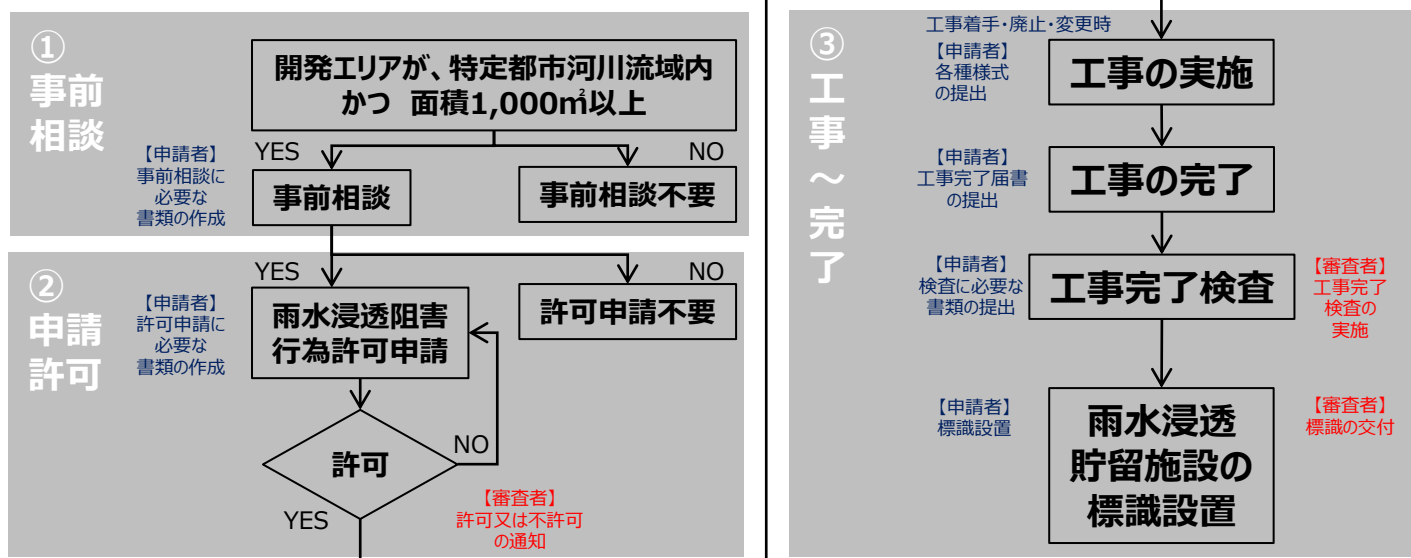 ①
事前
相談
開発エリアが、特定都市河川流域内
かつ 面積1,000㎡以上
【申請者】
事前相談に
必要な
書類の作成
YES
NO
事前相談
事前相談不要
②
申請
許可
【申請者】
許可申請に
必要な
書類の作成
YES
NO
雨水浸透阻害
行為許可申請
許可申請不要
許可
NO
YES
【審査者】
許可又は不許可
の通知
③
工
事
～
完
了
工事着手・廃止・変更時
【申請者】
各種様式
の提出
工事の実施
【申請者】
工事完了届書
の提出
工事の完了
【申請者】
検査に必要な
書類の提出
工事完了検査
【審査者】
工事完了
検査の
実施
【申請者】
標識設置
雨水浸透
貯留施設の
標識設置
【審査者】
標識の交付